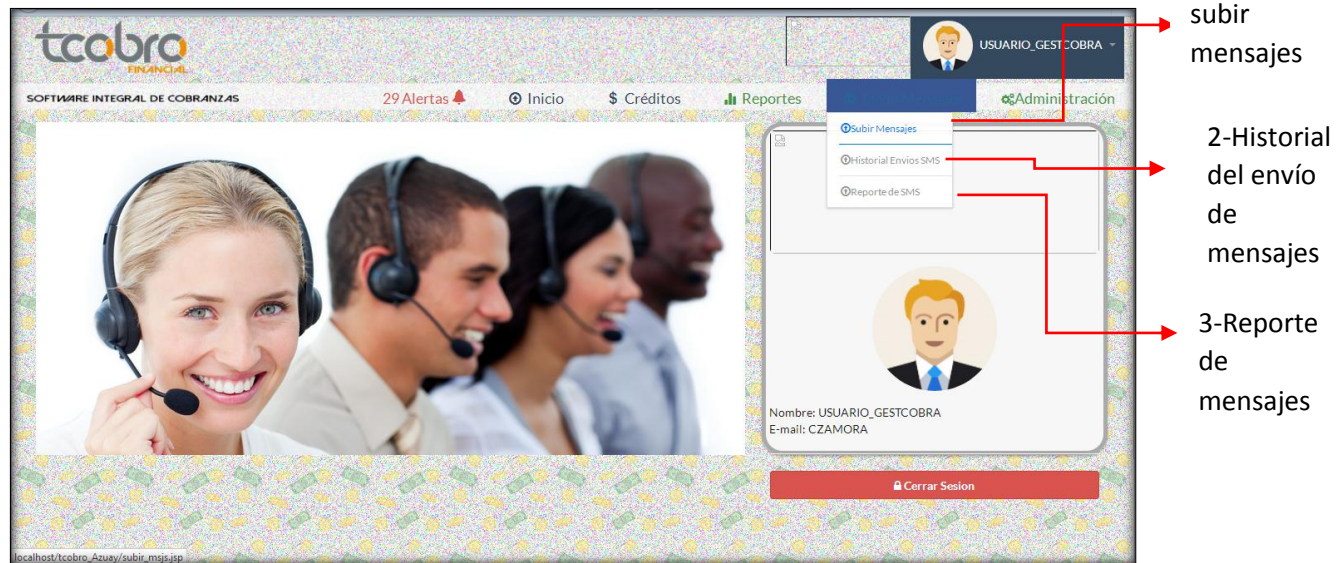 tcobro
FINANCIAL
USUARIO_GESTCOBRA
SOFTWARE INTEGRAL DE COBRANZAS
29 Alertas
Inicio
$ Créditos
Reportes
Administración
Subir Mensajes
Historial Envios SMS
Reporte de SMS
Nombre: USUARIO_GESTCOBRA
E-mail: CZAMORA
Cerrar Sesion
localhost/tcobro_Azuay/subir_msjs.jsp
subir
mensajes
2-Historial
del envío
de
mensajes
3-Reporte
de
mensajes